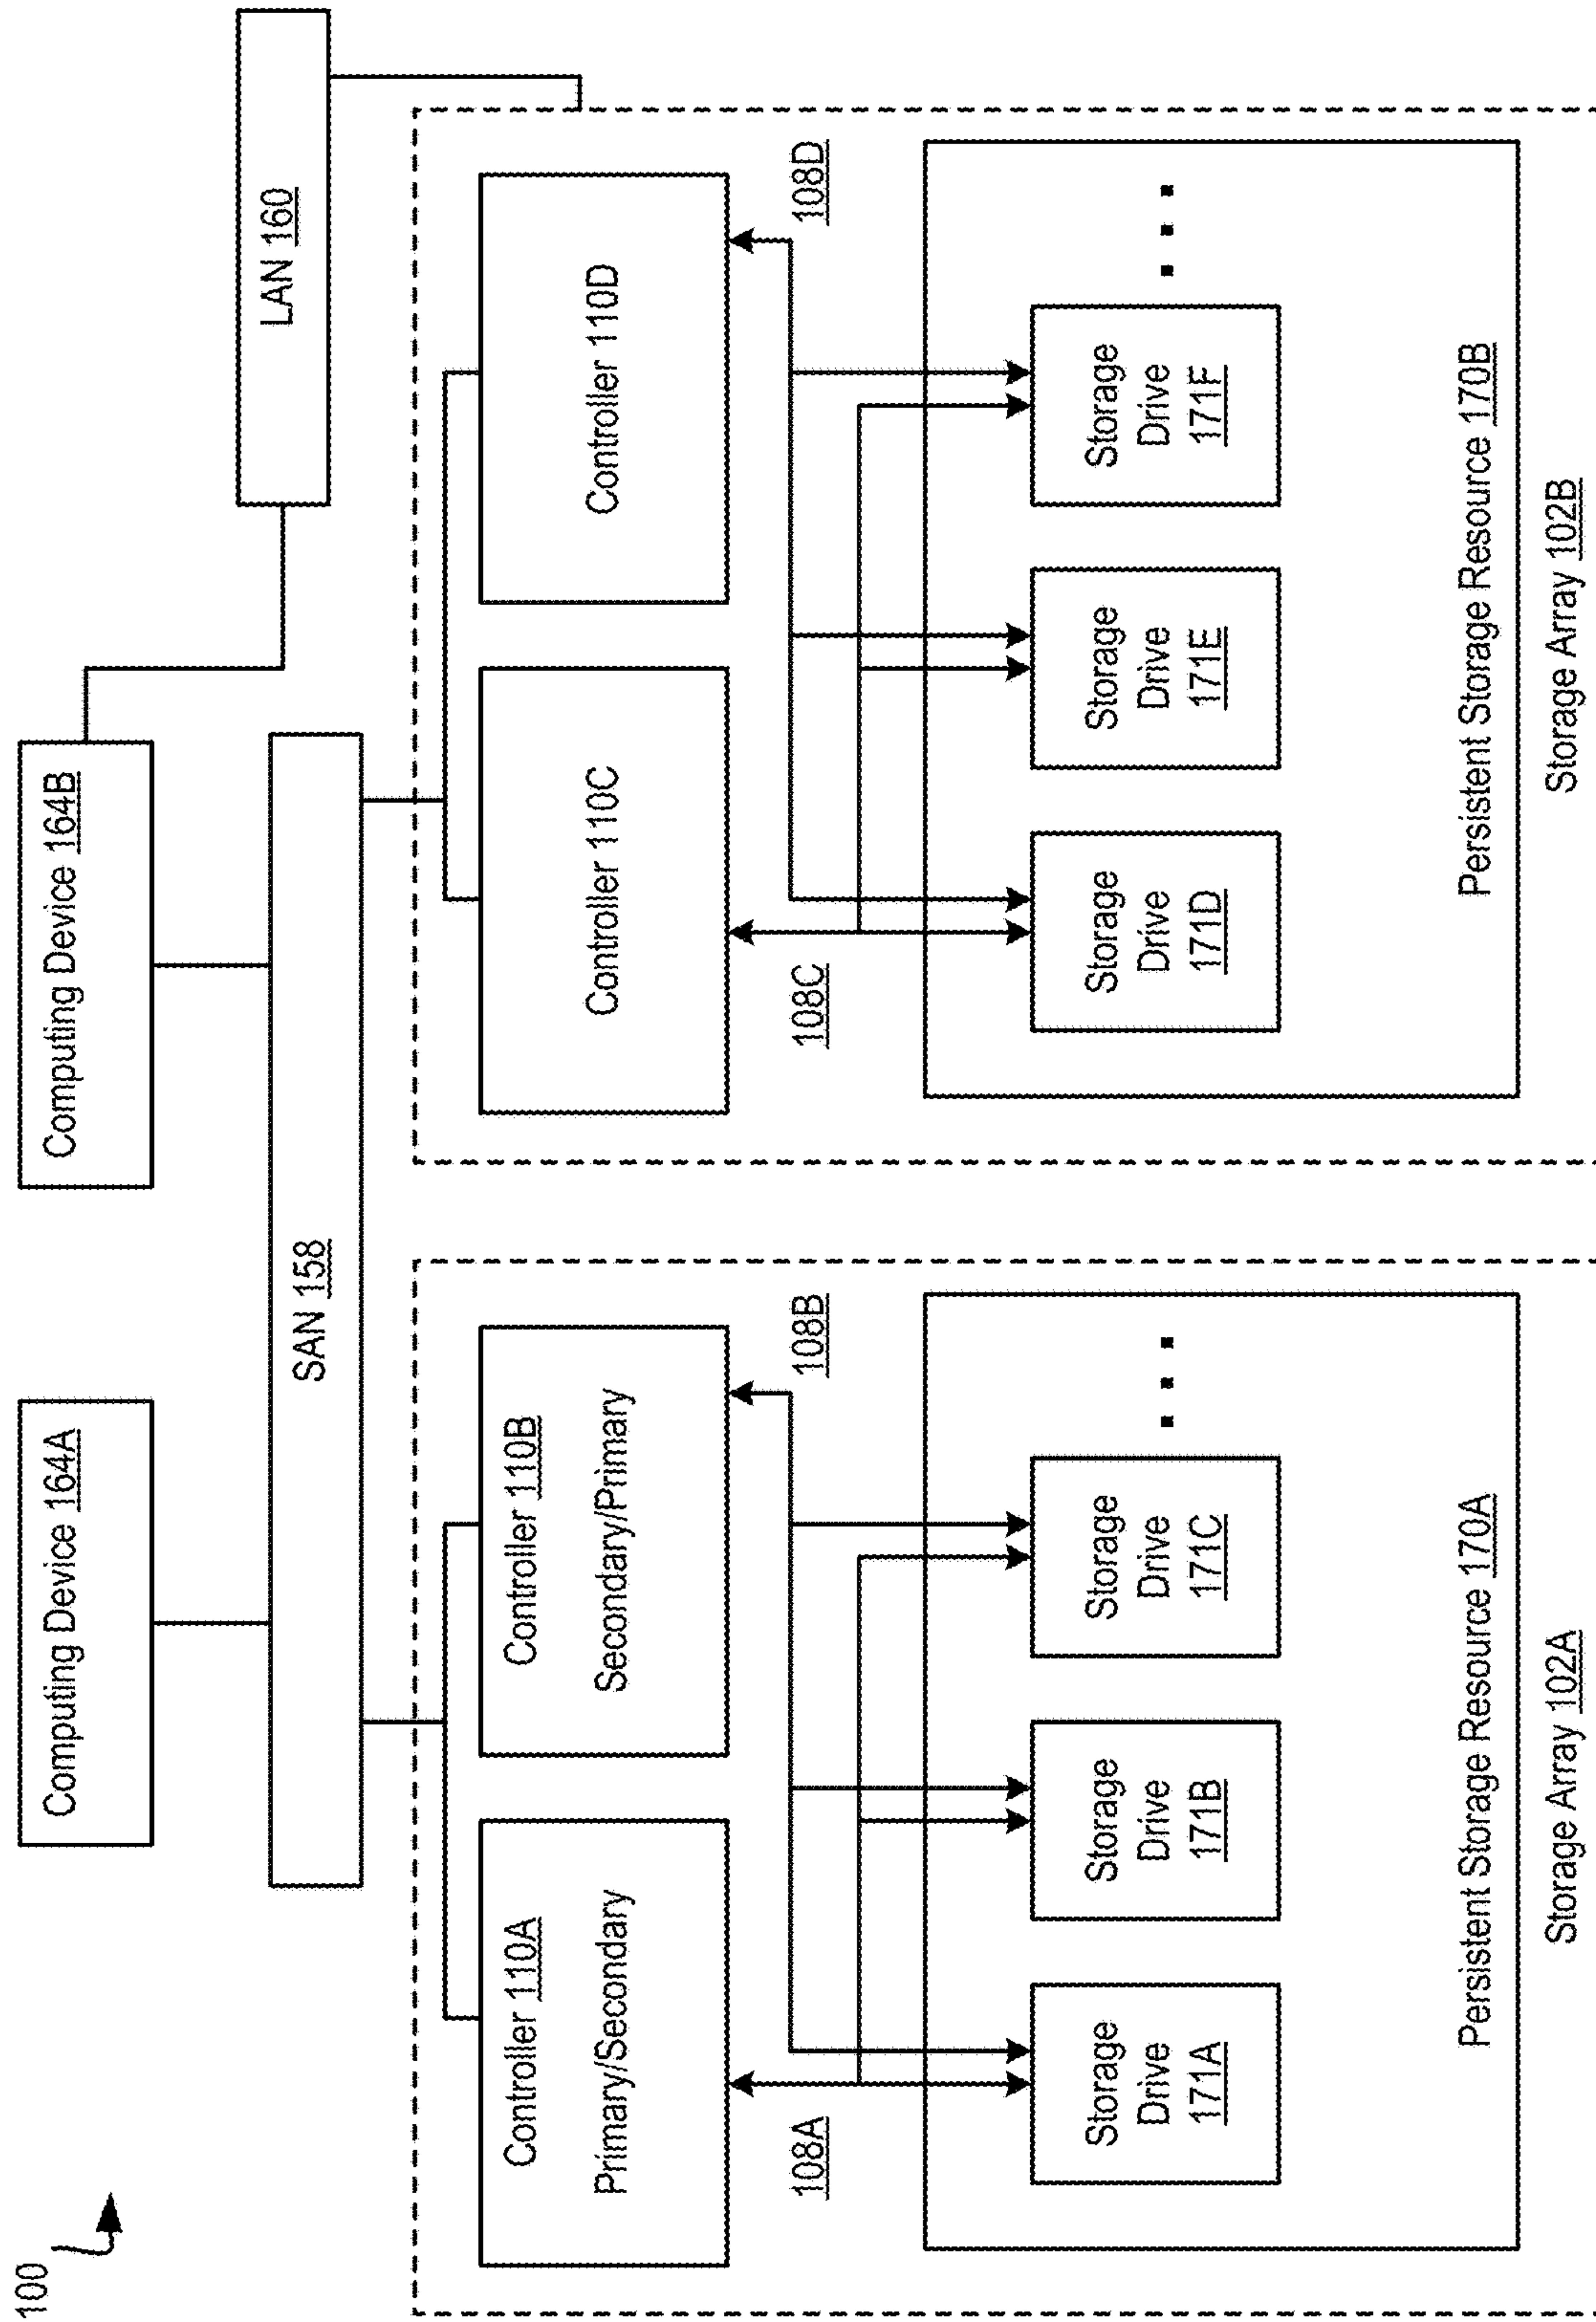 100
Computing Device 164A
Computing Device 164B
SAN 158
LAN 160
Controller 110A
Primary/Secondary
Controller 110B
Secondary/Primary
Controller 110C
Controller 110D
108A
108B
108C
108D
Storage
Drive
171A
Storage
Drive
171B
Storage
Drive
171C
Storage
Drive
171D
Storage
Drive
171E
Storage
Drive
171F
Persistent Storage Resource 170A
Persistent Storage Resource 170B
Storage Array 102A
Storage Array 102B